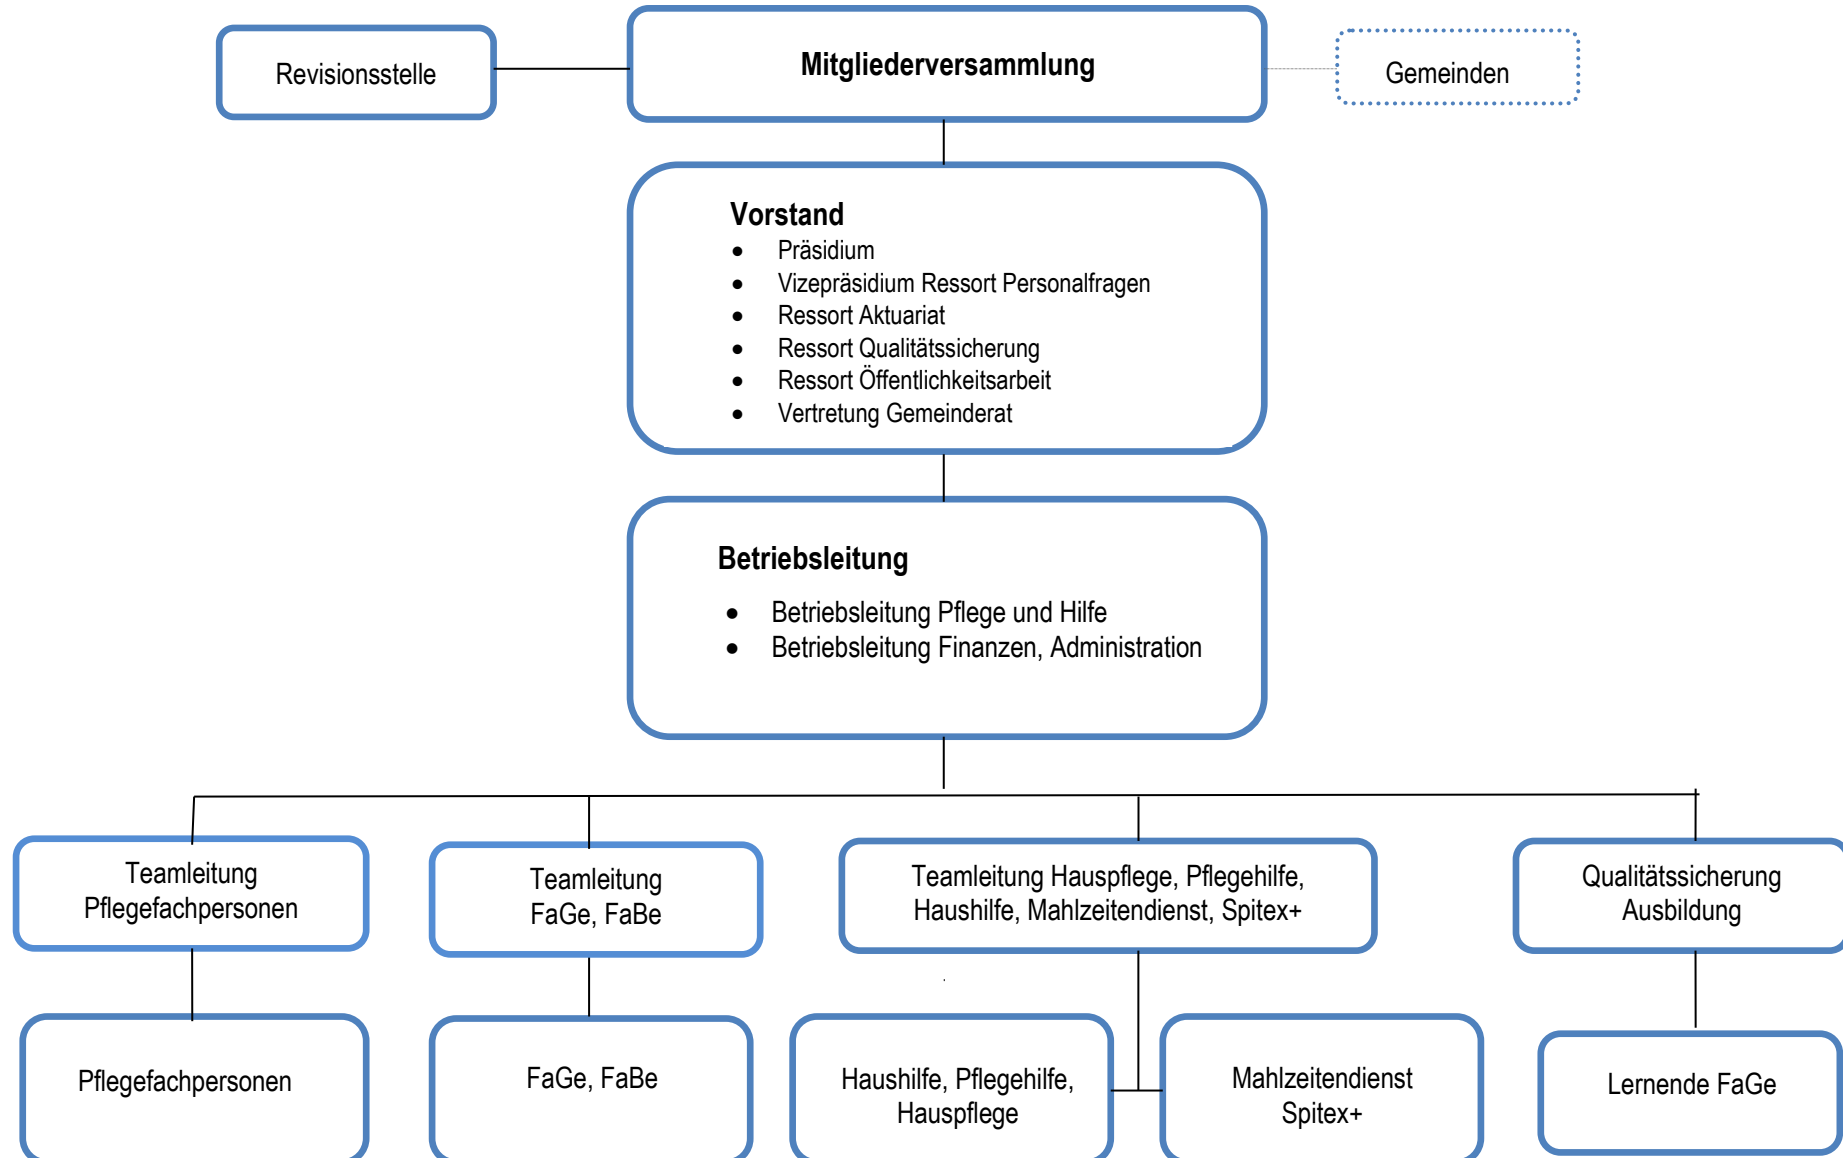 Revisionsstelle
Mitgliederversammlung
Gemeinden
Vorstand
• Präsidium
• Vizepräsidium Ressort Personalfragen
• Ressort Aktuariat
• Ressort Qualitätssicherung
• Ressort Öffentlichkeitsarbeit
• Vertretung Gemeinderat
Betriebsleitung
• Betriebsleitung Pflege und Hilfe
• Betriebsleitung Finanzen, Administration
Teamleitung
Pflegefachpersonen
Teamleitung
FaGe, FaBe
Teamleitung Hauspflege, Pflegehilfe,
Haushilfe, Mahlzeitendienst, Spitex+
Qualitätssicherung
Ausbildung
Pflegefachpersonen
FaGe, FaBe
Haushilfe, Pflegehilfe,
Hauspflege
Mahlzeitendienst
Spitex+
Lernende FaGe